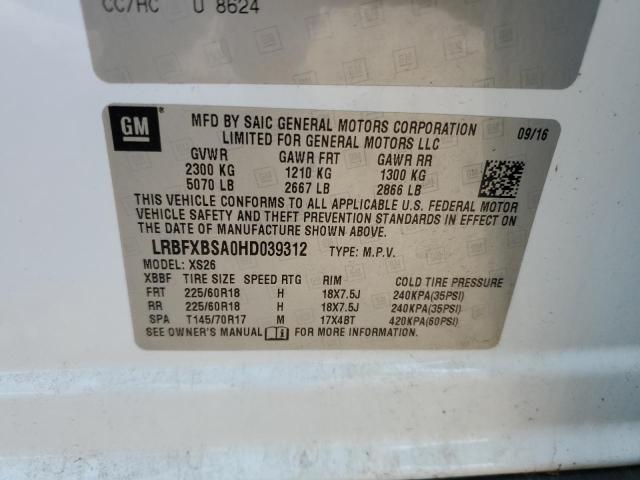 CC/HC U 8624
GM
MFD BY SAIC GENERAL MOTORS CORPORATION
LIMITED FOR GENERAL MOTORS LLC
09/16
GVWR GAWR FRT GAWR RR
2300 KG 1210 KG 1300 KG
5070 LB 2667 LB 2866 LB
THIS VEHICLE CONFORMS TO ALL APPLICABLE U.S. FEDERAL MOTOR
VEHICLE SAFETY AND THEFT PREVENTION STANDARDS IN EFFECT ON
THE DATE OF MANUFACTURE SHOWN ABOVE.
LRBFXBSA0HD039312 TYPE: M.P.V.
MODEL: XS26
XBBF TIRE SIZE SPEED RTG RIM COLD TIRE PRESSURE
FRT 225/60R18 H 18X7.5J 240KPA(35PSI)
RR 225/60R18 H 18X7.5J 240KPA(35PSI)
SPA T145/70R17 M 17X4BT 420KPA(60PSI)
SEE OWNER'S MANUAL FOR MORE INFORMATION.